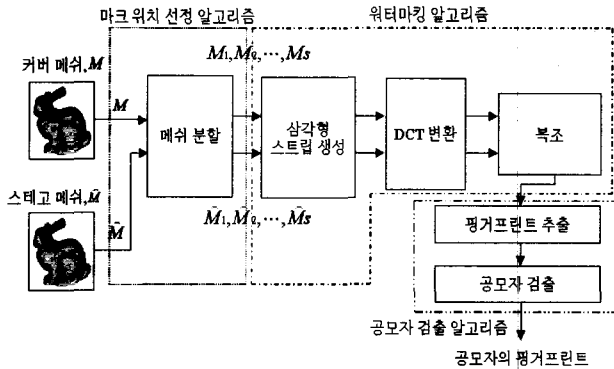 마크 위치 선정 알고리즘
워터마킹 알고리즘
커버 메쉬, M
M
M₁, M₂, ⋯, Ms
메쉬 분할
삼각형
스트립 생성
DCT 변환
복조
스테고 메쉬, M̂
M̂
M̂₁, M̂₂, ⋯, M̂s
핑거프린트 추출
공모자 검출
공모자 검출 알고리즘
공모자의 핑거프린트